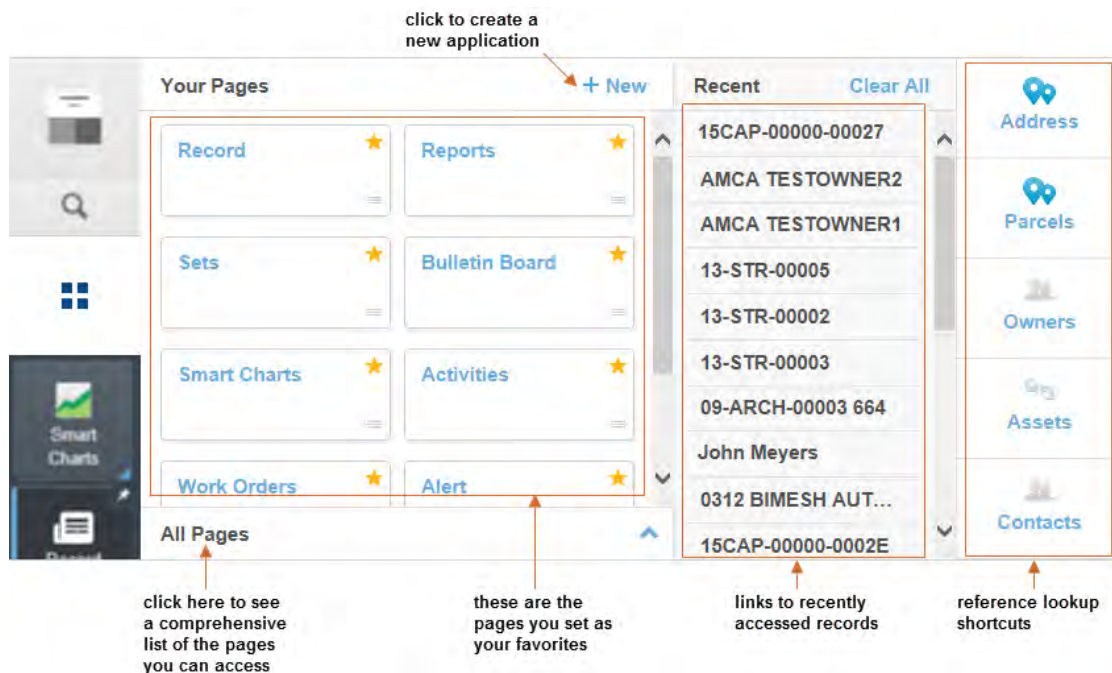 click to create a
new application
Your Pages
+ New
Recent
Clear All
Record
Reports
Sets
Bulletin Board
Smart Charts
Activities
Work Orders
Alert
All Pages
15CAP-00000-00027
AMCA TESTOWNER2
AMCA TESTOWNER1
13-STR-00005
13-STR-00002
13-STR-00003
09-ARCH-00003 664
John Meyers
0312 BIMESH AUT...
15CAP-00000-0002E
Address
Parcels
Owners
Assets
Contacts
Smart
Charts
Record
click here to see
a comprehensive
list of the pages
you can access
these are the
pages you set as
your favorites
links to recently
accessed records
reference lookup
shortcuts